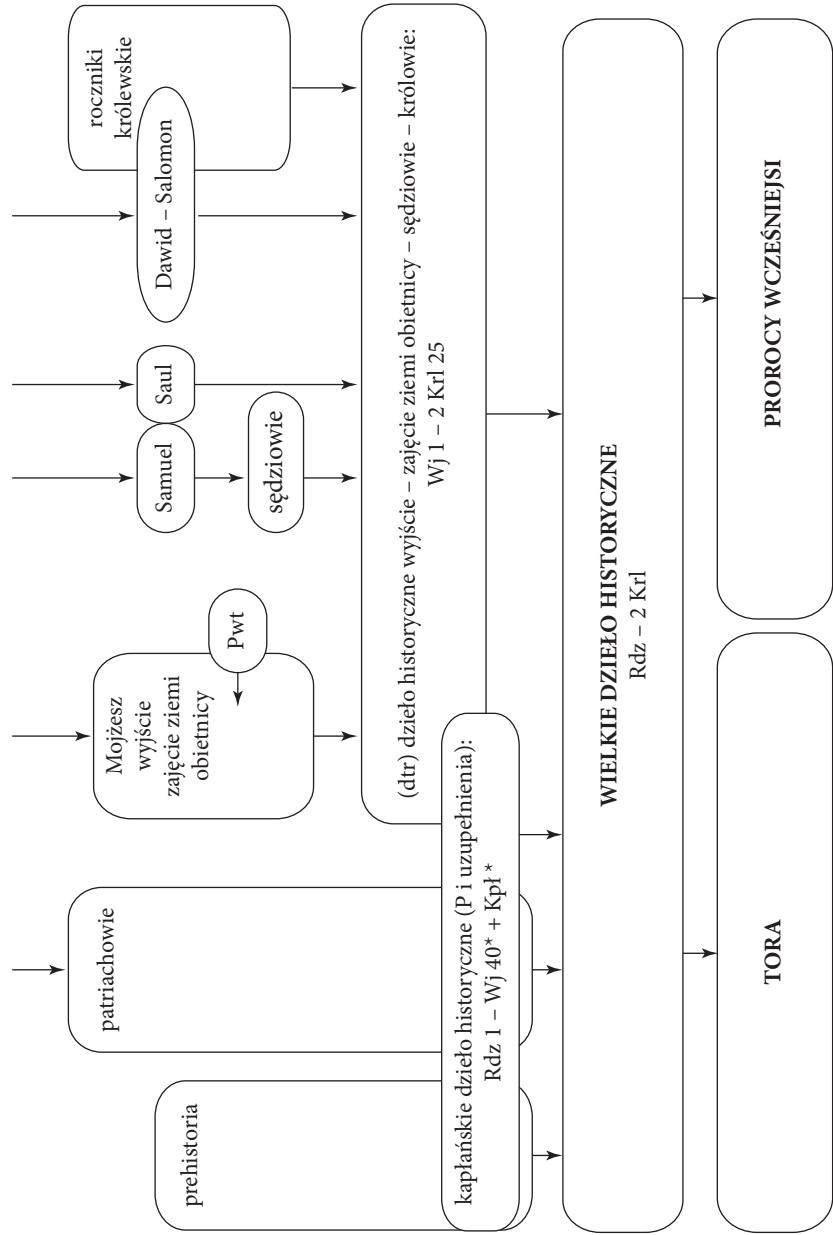 prehistoria
patriachowie
Mojżesz
wyjście
zajęcie ziemi
obietnicy
Pwt
Samuel
Saul
sędziowie
Dawid – Salomon
roczniki
królewskie
(dtr) dzieło historyczne wyjście – zajęcie ziemi obietnicy – sędziowie – królowie:
Wj 1 – 2 Krl 25
kapłańskie dzieło historyczne (P i uzupełnienia):
Rdz 1 – Wj 40* + Kpł *
WIELKIE DZIEŁO HISTORYCZNE
Rdz – 2 Krl
TORA
PROROCY WCZEŚNIEJSI